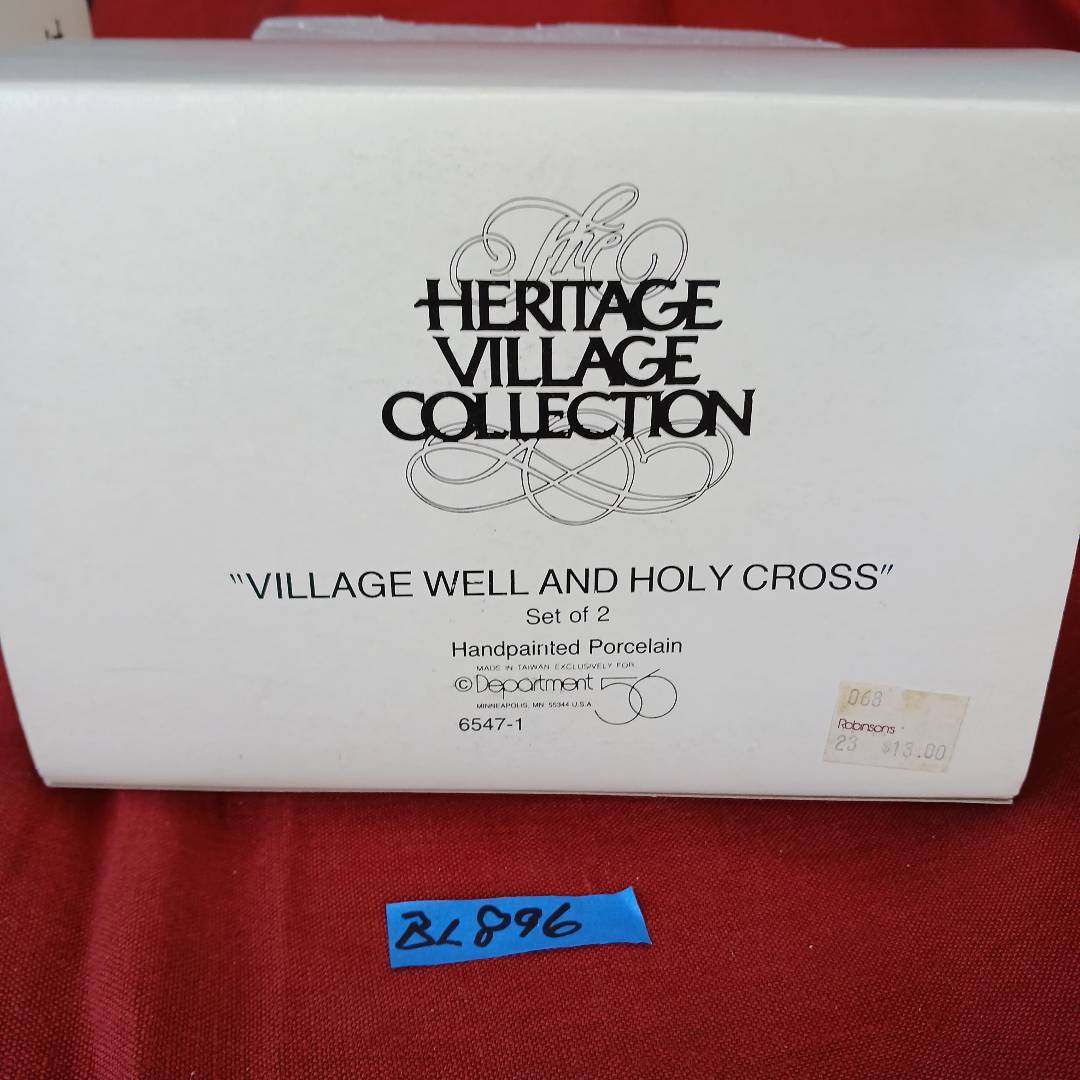 The
HERITAGE
VILLAGE
COLLECTION
"VILLAGE WELL AND HOLY CROSS"
Set of 2
Handpainted Porcelain
MADE IN TAIWAN EXCLUSIVELY FOR
© Department 56
MINNEAPOLIS, MN 55344 U.S.A.
6547-1
068
Robinson's
23 $13.00
BL896